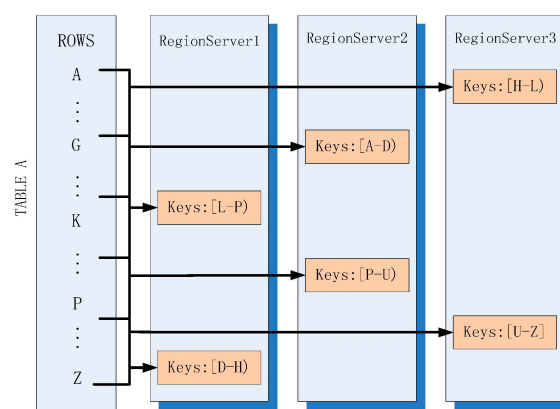 TABLE A
ROWS
A
⋮
G
⋮
K
⋮
P
⋮
Z
RegionServer1
Keys:[L-P)
Keys:[D-H)
RegionServer2
Keys:[A-D)
Keys:[P-U)
RegionServer3
Keys:[H-L)
Keys:[U-Z]